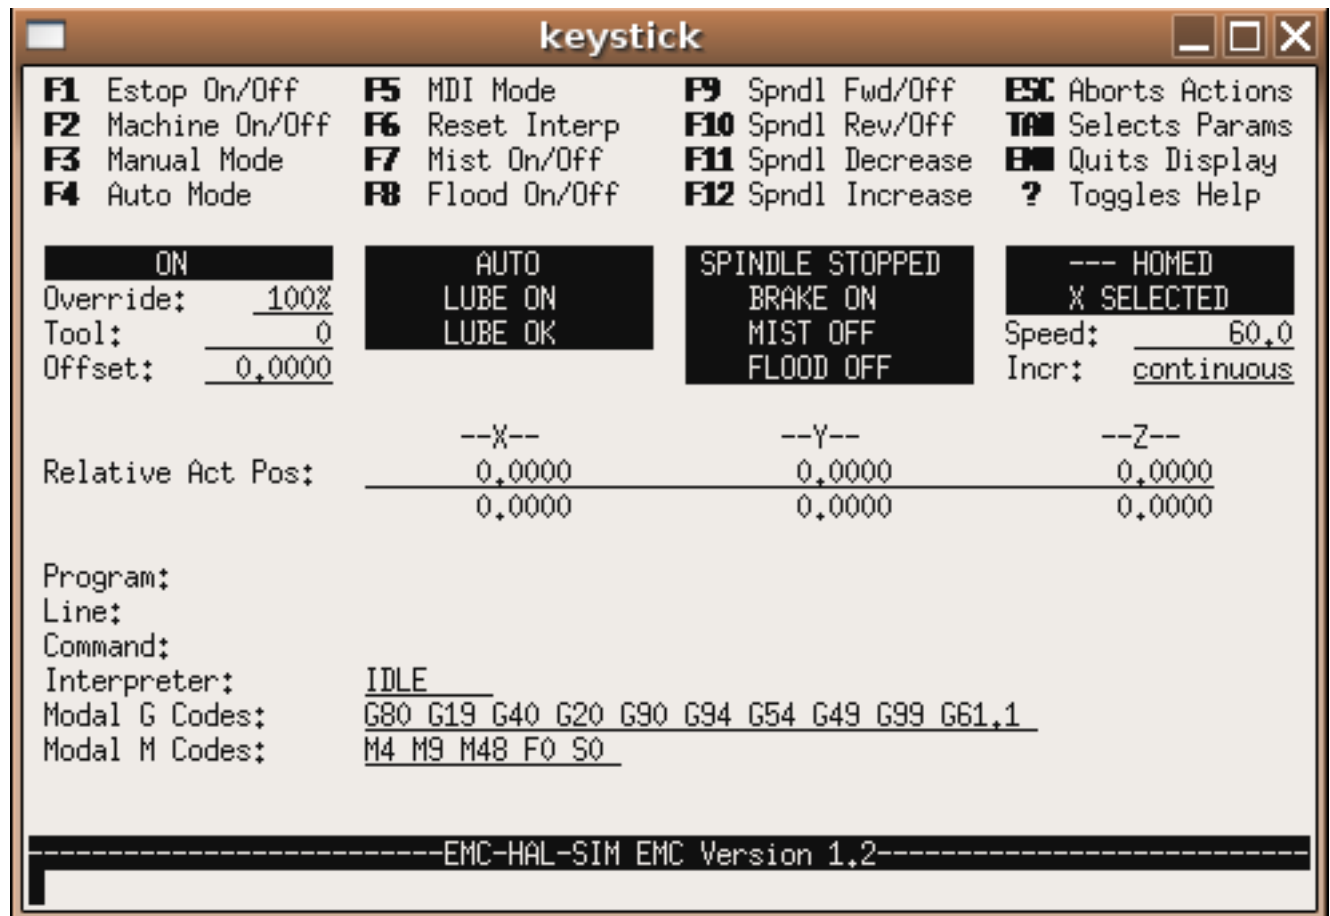 keystick
F1 Estop On/Off F5 MDI Mode F9 Spndl Fwd/Off ESC Aborts Actions
F2 Machine On/Off F6 Reset Interp F10 Spndl Rev/Off Selects Params
F3 Manual Mode F7 Mist On/Off F11 Spndl Decrease Quits Display
F4 Auto Mode F8 Flood On/Off F12 Spndl Increase ? Toggles Help
ON AUTO SPINDLE STOPPED --- HOMED
Override: 100% LUBE ON BRAKE ON X SELECTED
Tool: 0 LUBE OK MIST OFF Speed: 60.0
Offset: 0.0000 FLOOD OFF Incr: continuous
--X-- --Y-- --Z--
Relative Act Pos: 0.0000 0.0000 0.0000
0.0000 0.0000 0.0000
Program:
Line:
Command:
Interpreter: IDLE
Modal G Codes: G80 G19 G40 G20 G90 G94 G54 G49 G99 G61.1
Modal M Codes: M4 M9 M48 F0 S0
--------------------------EMC-HAL-SIM EMC Version 1.2---------------------------